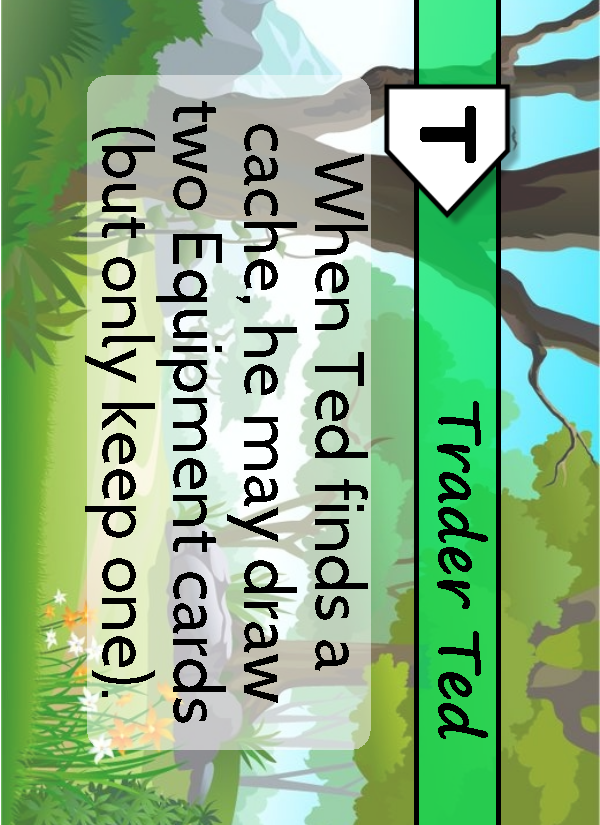 T
Trader Ted
When Ted finds a
cache, he may draw
two Equipment cards
(but only keep one).